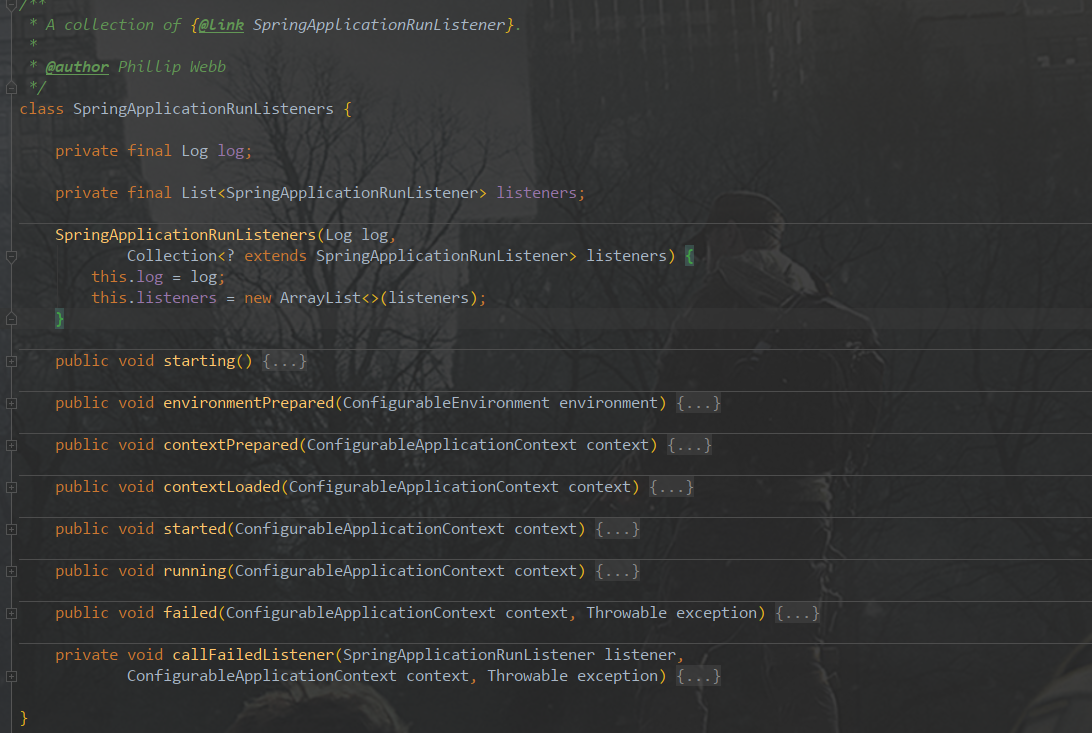 /**
 * A collection of {@link SpringApplicationRunListener}.
 *
 * @author Phillip Webb
 */
class SpringApplicationRunListeners {
private final Log log;
private final List<SpringApplicationRunListener> listeners;
SpringApplicationRunListeners(Log log,
Collection<? extends SpringApplicationRunListener> listeners) {
this.log = log;
this.listeners = new ArrayList<>(listeners);
}
public void starting() {...}
public void environmentPrepared(ConfigurableEnvironment environment) {...}
public void contextPrepared(ConfigurableApplicationContext context) {...}
public void contextLoaded(ConfigurableApplicationContext context) {...}
public void started(ConfigurableApplicationContext context) {...}
public void running(ConfigurableApplicationContext context) {...}
public void failed(ConfigurableApplicationContext context, Throwable exception) {...}
private void callFailedListener(SpringApplicationRunListener listener,
ConfigurableApplicationContext context, Throwable exception) {...}
}